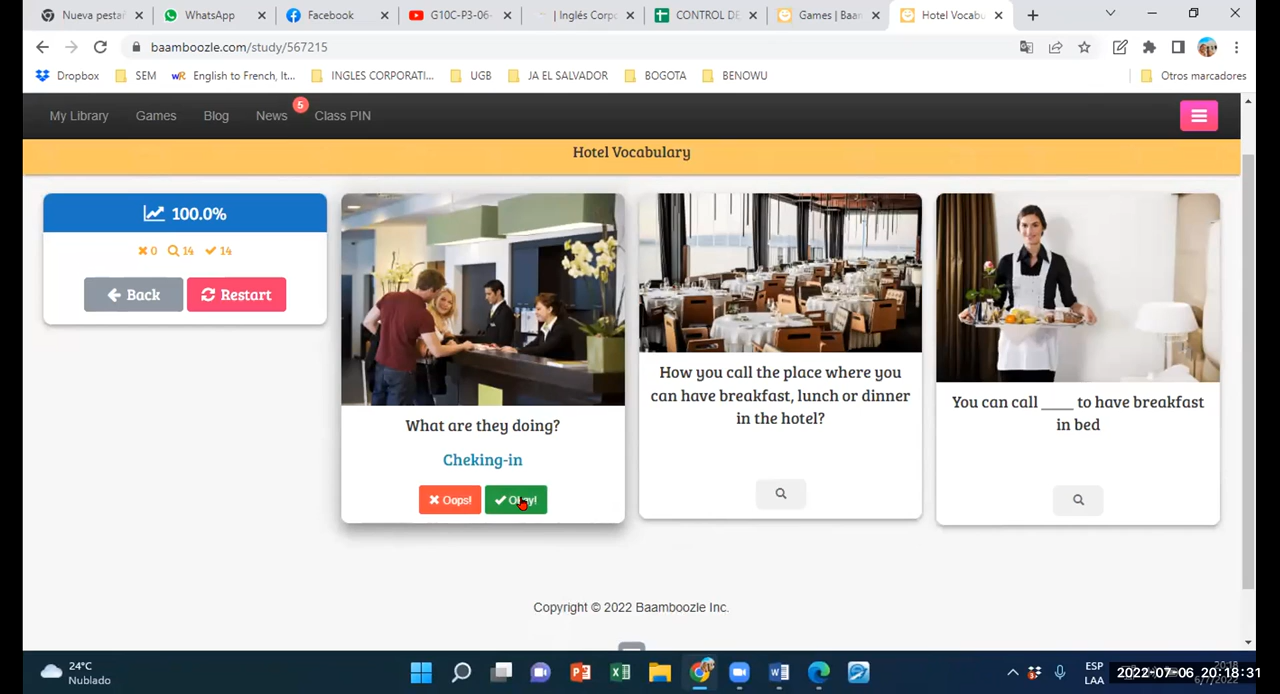 Nueva pesta
WhatsApp
Facebook
G10C-P3-06-
| Inglés Corpo
CONTROL DE
Games | Baam
Hotel Vocabu
baamboozle.com/study/567215
Dropbox
SEM
English to French, It...
INGLES CORPORATI...
UGB
JA EL SALVADOR
BOGOTA
BENOWU
Otros marcadores
My Library
Games
Blog
News
5
Class PIN
Hotel Vocabulary
100.0%
0 14 14
Back
Restart
What are they doing?
Cheking-in
Oops!
Okay!
How you call the place where you
can have breakfast, lunch or dinner
in the hotel?
You can call ____ to have breakfast
in bed
Copyright © 2022 Baamboozle Inc.
24°C
Nublado
ESP
LAA
2022-07-06 20:18:31